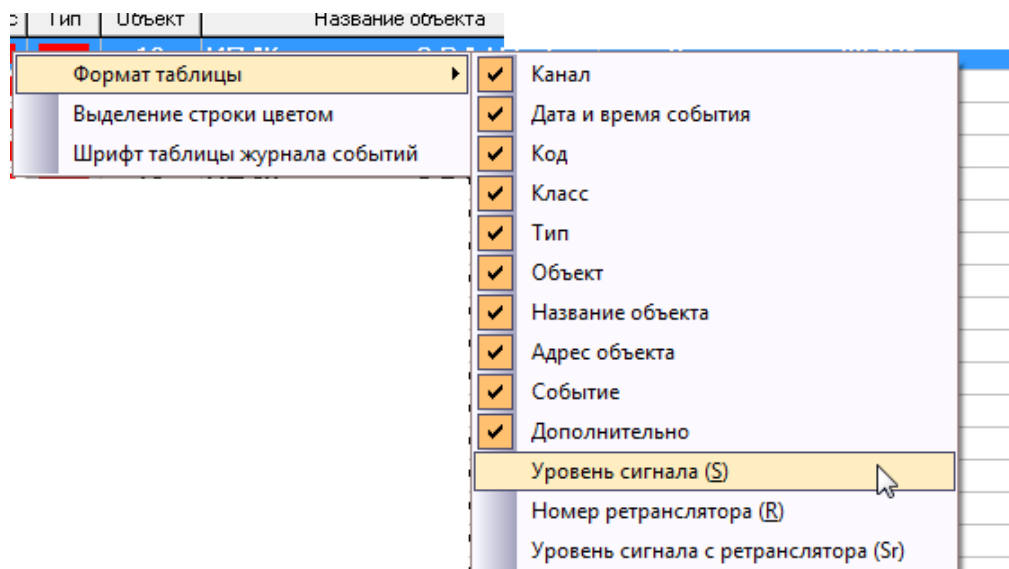 с Тип Объект Название объекта
Формат таблицы
Выделение строки цветом
Шрифт таблицы журнала событий
Канал
Дата и время события
Код
Класс
Тип
Объект
Название объекта
Адрес объекта
Событие
Дополнительно
Уровень сигнала (S)
Номер ретранслятора (R)
Уровень сигнала с ретранслятора (Sr)